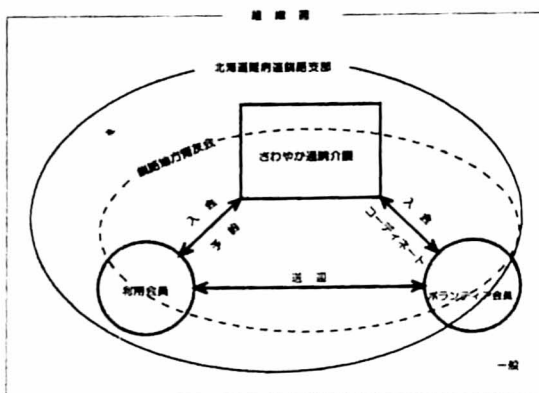 組織図
北海道難病連釧路支部
釧路地方腎友会
さわやか通院介護
入会
予約
入会
コーディネート
利用会員
送迎
ボランティア会員
一般